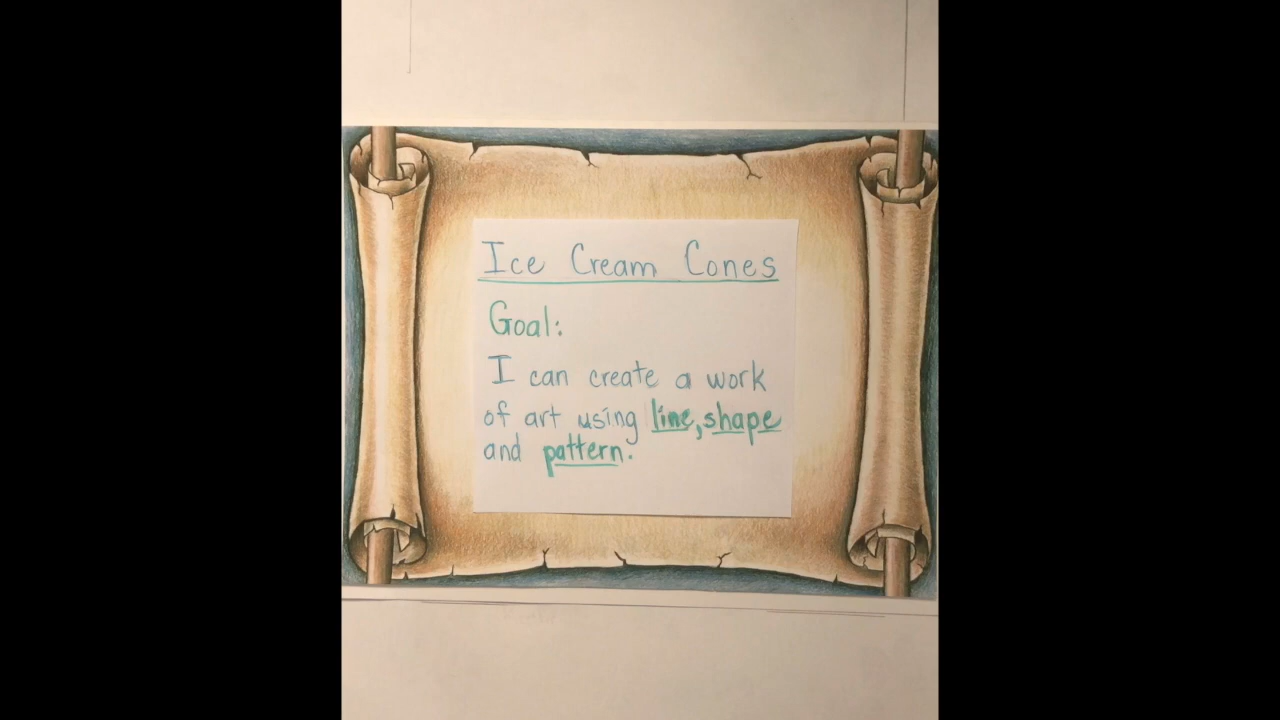 Ice Cream Cones
Goal:
I can create a work
of art using line, shape
and pattern.